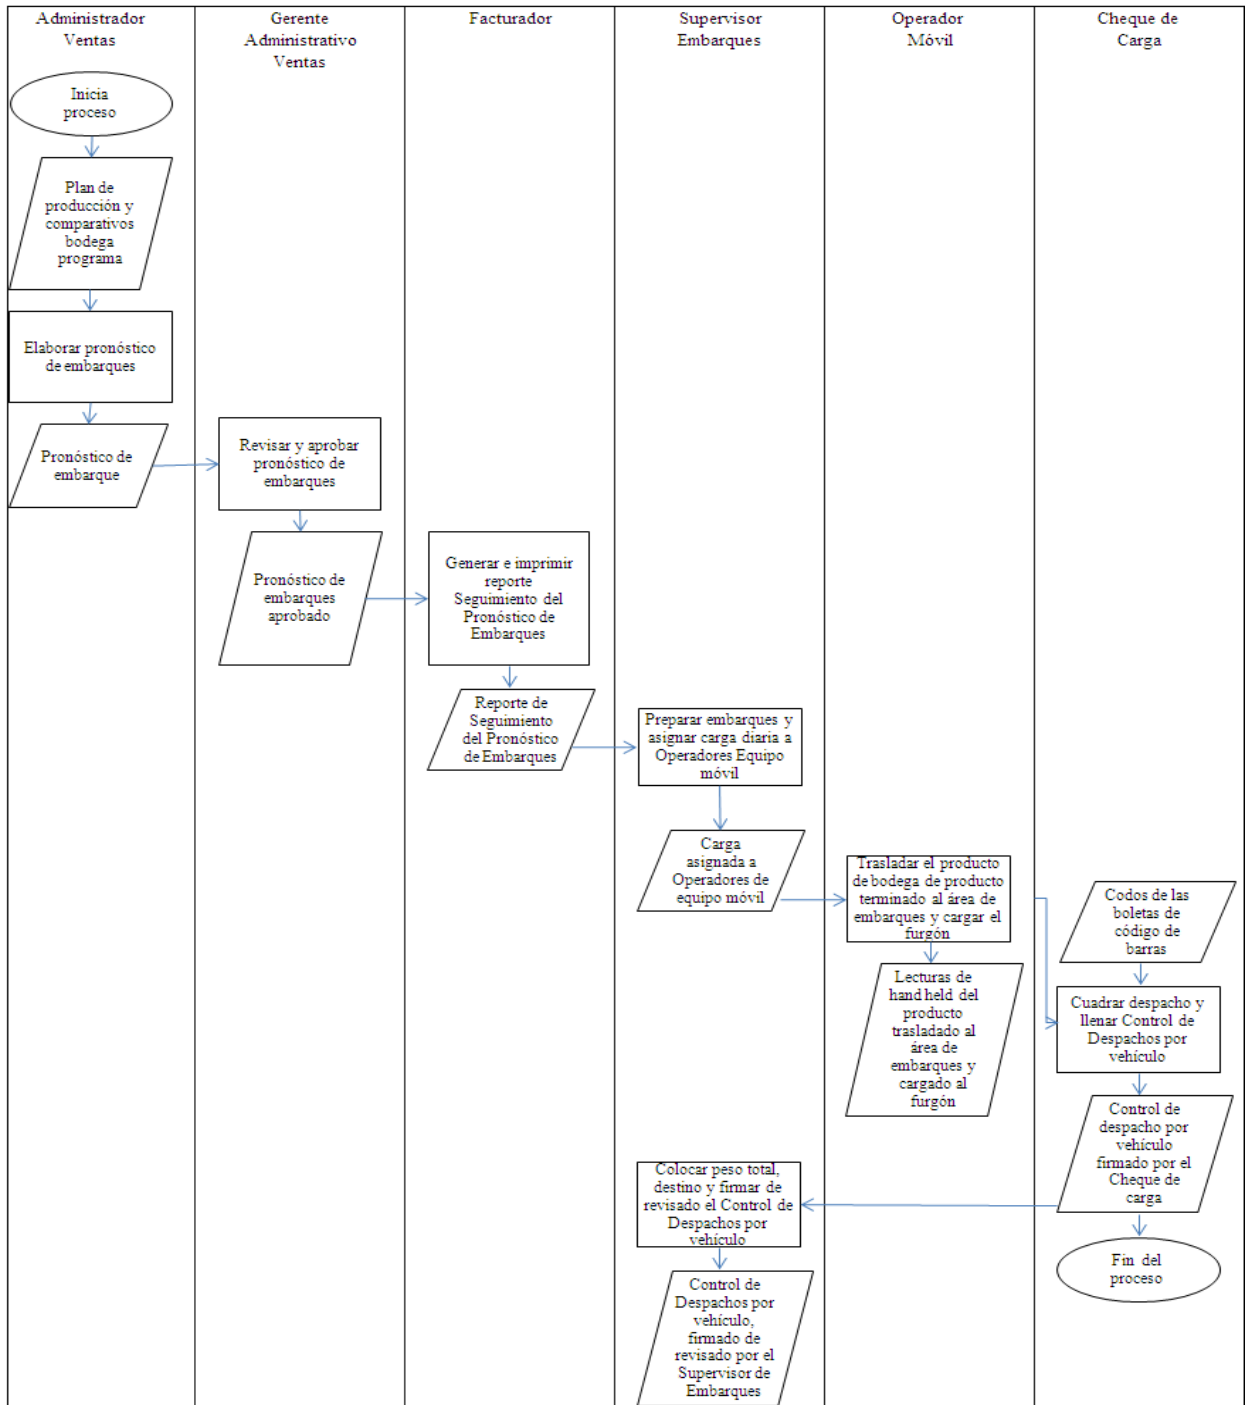 Administrador
Ventas
Gerente
Administrativo
Ventas
Facturador
Supervisor
Embarques
Operador
Móvil
Cheque de
Carga
Inicia
proceso
Plan de
producción y
comparativos
bodega
programa
Elaborar pronóstico
de embarques
Pronóstico de
embarque
Revisar y aprobar
pronóstico de
embarques
Pronóstico de
embarques
aprobado
Generar e imprimir
reporte
Seguimiento del
Pronóstico de
Embarques
Reporte de
Seguimiento
del Pronóstico
de Embarques
Preparar embarques y
asignar carga diaria a
Operadores Equipo
móvil
Carga
asignada a
Operadores de
equipo móvil
Trasladar el producto
de bodega de producto
terminado al área de
embarques y cargar el
furgón
Lecturas de
hand held del
producto
trasladado al
área de
embarques y
cargado al
furgón
Codos de las
boletas de
código de
barras
Cuadrar despacho y
llenar Control de
Despachos por
vehículo
Control de
despacho por
vehículo
firmado por el
Cheque de
carga
Colocar peso total,
destino y firmar de
revisado el Control de
Despachos por
vehículo
Fin del
proceso
Control de
Despachos por
vehículo,
firmado de
revisado por el
Supervisor de
Embarques